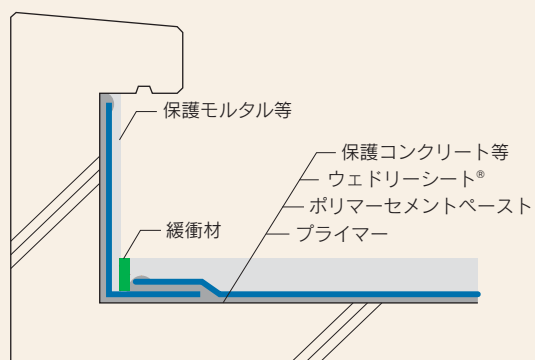 保護モルタル等
保護コンクリート等
ウェドリーシート®
ポリマーセメントペースト
緩衝材
プライマー